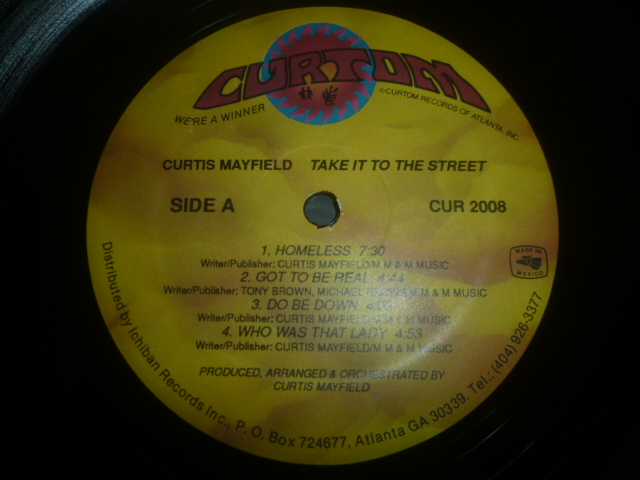 CURTOM
WE'RE A WINNER
©CURTOM RECORDS OF ATLANTA, INC.
CURTIS MAYFIELD TAKE IT TO THE STREET
SIDE A
CUR 2008
1. HOMELESS 7:30
Writer/Publisher: CURTIS MAYFIELD/M M & M MUSIC
2. GOT TO BE REAL 4:44
Writer/Publisher: TONY BROWN, MICHAEL M M & M MUSIC
3. DO BE DOWN
Writer/Publisher: CURTIS MAYFIELD/M M & M MUSIC
4. WHO WAS THAT LADY 4:53
Writer/Publisher: CURTIS MAYFIELD/M M & M MUSIC
PRODUCED, ARRANGED & ORCHESTRATED BY
CURTIS MAYFIELD
MADE IN
MEXICO
Distributed by Ichiban Records Inc., P. O. Box 724677, Atlanta GA 30339. Tel.: (404) 926-3377